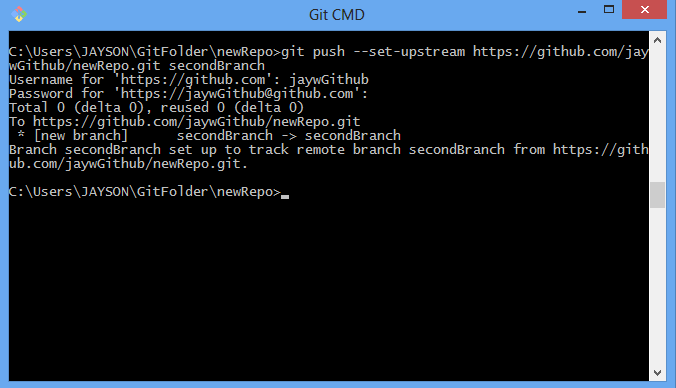 Git CMD
C:\Users\JAYSON\GitFolder\newRepo>git push --set-upstream https://github.com/jay
wGithub/newRepo.git secondBranch
Username for 'https://github.com': jaywGithub
Password for 'https://jaywGithub@github.com':
Total 0 (delta 0), reused 0 (delta 0)
To https://github.com/jaywGithub/newRepo.git
 * [new branch]      secondBranch -> secondBranch
Branch secondBranch set up to track remote branch secondBranch from https://gith
ub.com/jaywGithub/newRepo.git.
C:\Users\JAYSON\GitFolder\newRepo>